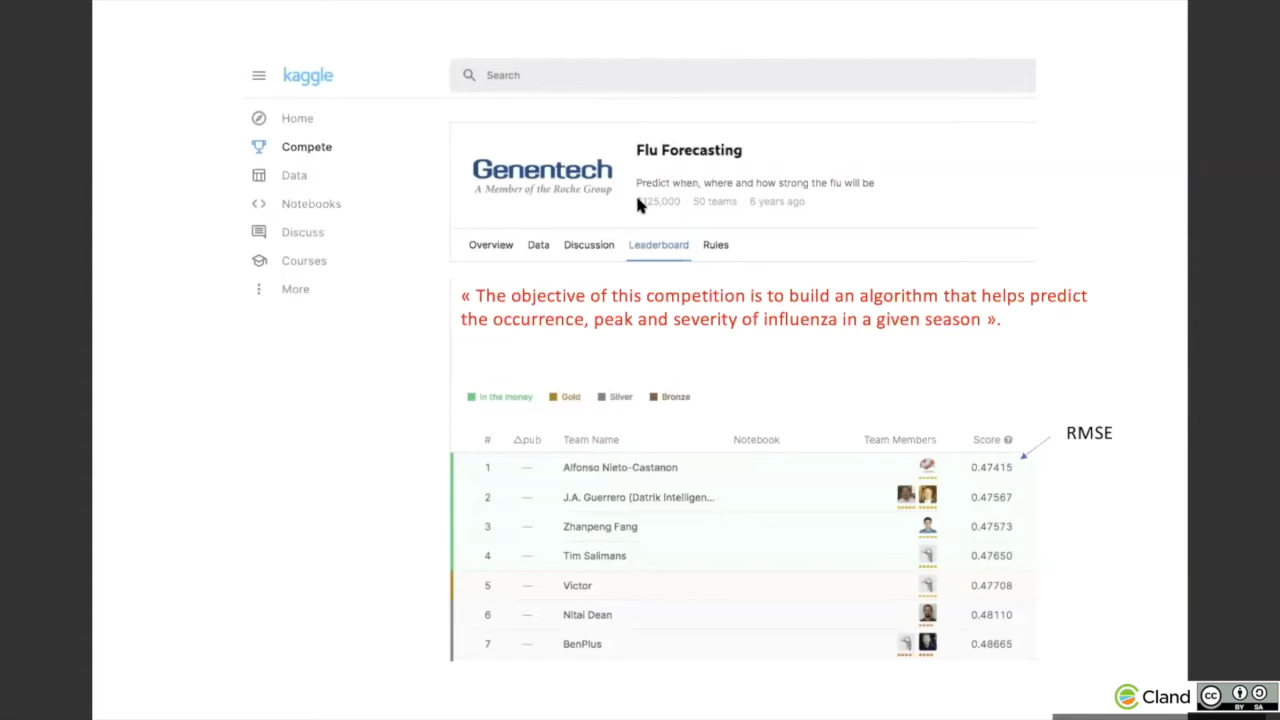 kaggle
Search
Home
Compete
Data
Notebooks
Discuss
Courses
More
Genentech
A Member of the Roche Group
Flu Forecasting
Predict when, where and how strong the flu will be
125,000 · 50 teams · 6 years ago
Overview Data Discussion Leaderboard Rules
« The objective of this competition is to build an algorithm that helps predict
the occurrence, peak and severity of influenza in a given season ».
In the money Gold Silver Bronze
# Δpub Team Name Notebook Team Members Score
RMSE
1 — Alfonso Nieto-Castanon 0.47415
2 — J.A. Guerrero (Datrik Intelligen... 0.47567
3 — Zhanpeng Fang 0.47573
4 — Tim Salimans 0.47650
5 — Victor 0.47708
6 — Nitai Dean 0.48110
7 — BenPlus 0.48665
Cland
cc
BY SA